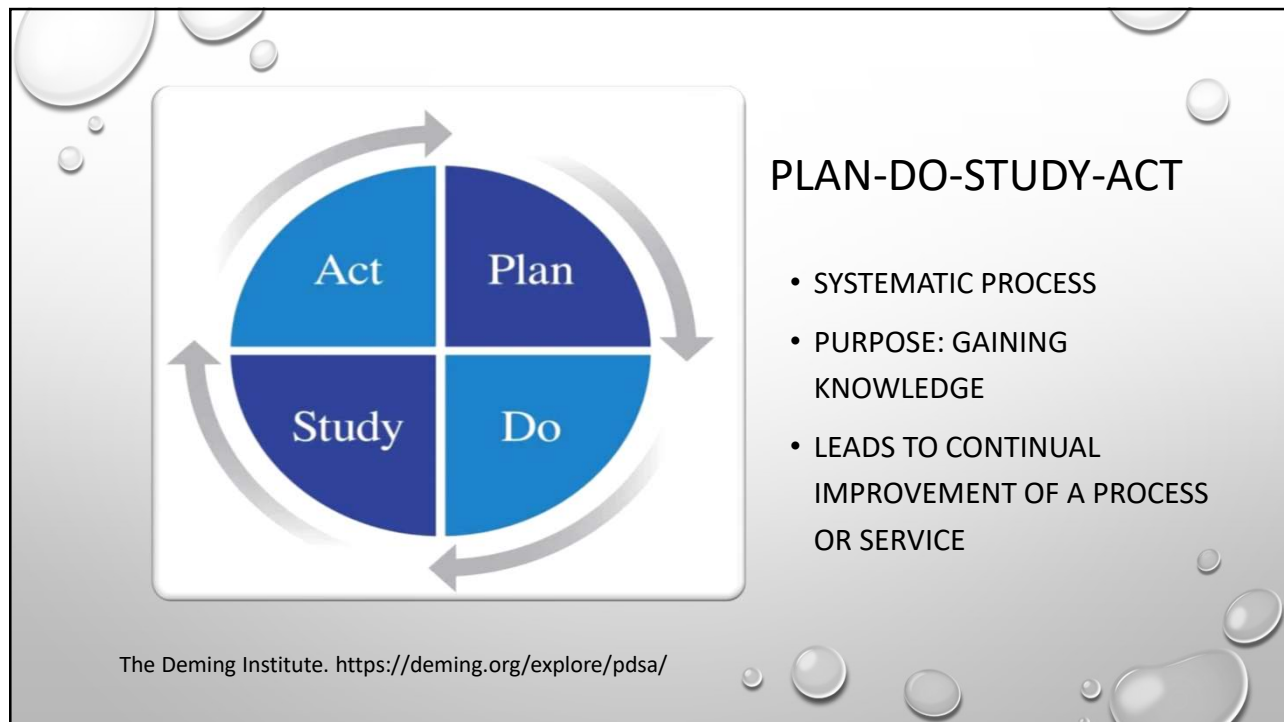 Act
Plan
Study
Do
PLAN-DO-STUDY-ACT
• SYSTEMATIC PROCESS
• PURPOSE: GAINING
KNOWLEDGE
• LEADS TO CONTINUAL
IMPROVEMENT OF A PROCESS
OR SERVICE
The Deming Institute. https://deming.org/explore/pdsa/